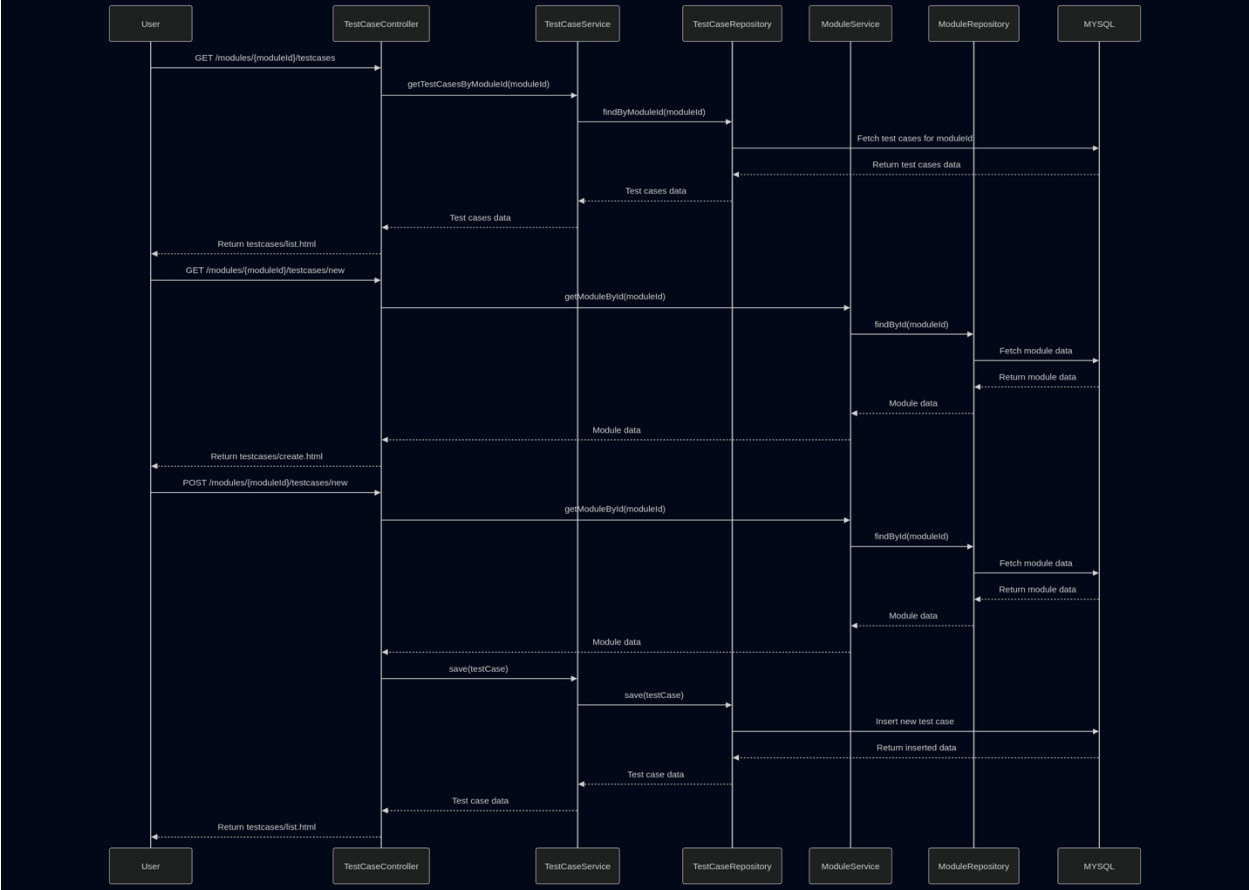 User TestCaseController TestCaseService TestCaseRepository ModuleService ModuleRepository MYSQL
GET /modules/{moduleId}/testcases
getTestCasesByModuleId(moduleId)
findByModuleId(moduleId)
Fetch test cases for moduleId
Return test cases data
Test cases data
Test cases data
Return testcases/list.html
GET /modules/{moduleId}/testcases/new
getModuleById(moduleId)
findById(moduleId)
Fetch module data
Return module data
Module data
Module data
Return testcases/create.html
POST /modules/{moduleId}/testcases/new
getModuleById(moduleId)
findById(moduleId)
Fetch module data
Return module data
Module data
Module data
save(testCase)
save(testCase)
Insert new test case
Return inserted data
Test case data
Test case data
Return testcases/list.html
User TestCaseController TestCaseService TestCaseRepository ModuleService ModuleRepository MYSQL